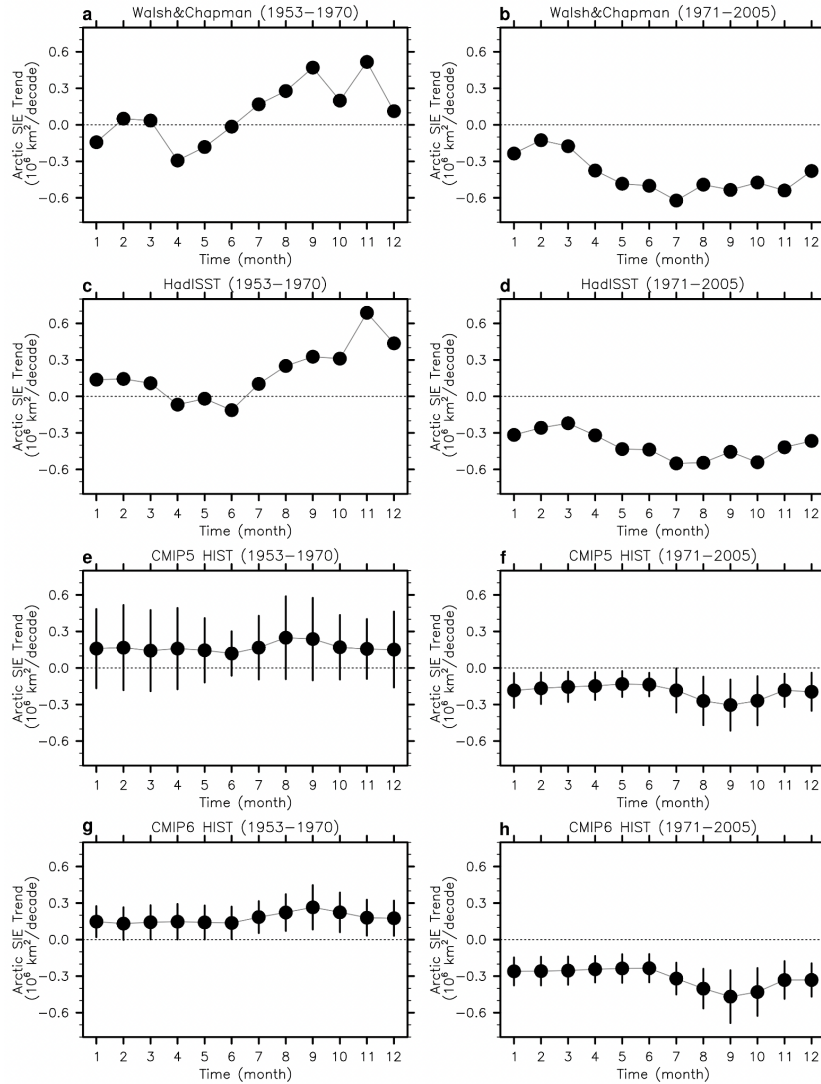 a Walsh&Chapman (1953−1970)
Arctic SIE Trend
(10⁶ km²/decade)
0.6
0.3
0.0
−0.3
−0.6
1 2 3 4 5 6 7 8 9 10 11 12
Time (month)
b Walsh&Chapman (1971−2005)
Arctic SIE Trend
(10⁶ km²/decade)
0.6
0.3
0.0
−0.3
−0.6
1 2 3 4 5 6 7 8 9 10 11 12
Time (month)
c HadISST (1953−1970)
Arctic SIE Trend
(10⁶ km²/decade)
0.6
0.3
0.0
−0.3
−0.6
1 2 3 4 5 6 7 8 9 10 11 12
Time (month)
d HadISST (1971−2005)
Arctic SIE Trend
(10⁶ km²/decade)
0.6
0.3
0.0
−0.3
−0.6
1 2 3 4 5 6 7 8 9 10 11 12
Time (month)
e CMIP5 HIST (1953−1970)
Arctic SIE Trend
(10⁶ km²/decade)
0.6
0.3
0.0
−0.3
−0.6
1 2 3 4 5 6 7 8 9 10 11 12
Time (month)
f CMIP5 HIST (1971−2005)
Arctic SIE Trend
(10⁶ km²/decade)
0.6
0.3
0.0
−0.3
−0.6
1 2 3 4 5 6 7 8 9 10 11 12
Time (month)
g CMIP6 HIST (1953−1970)
Arctic SIE Trend
(10⁶ km²/decade)
0.6
0.3
0.0
−0.3
−0.6
1 2 3 4 5 6 7 8 9 10 11 12
Time (month)
h CMIP6 HIST (1971−2005)
Arctic SIE Trend
(10⁶ km²/decade)
0.6
0.3
0.0
−0.3
−0.6
1 2 3 4 5 6 7 8 9 10 11 12
Time (month)